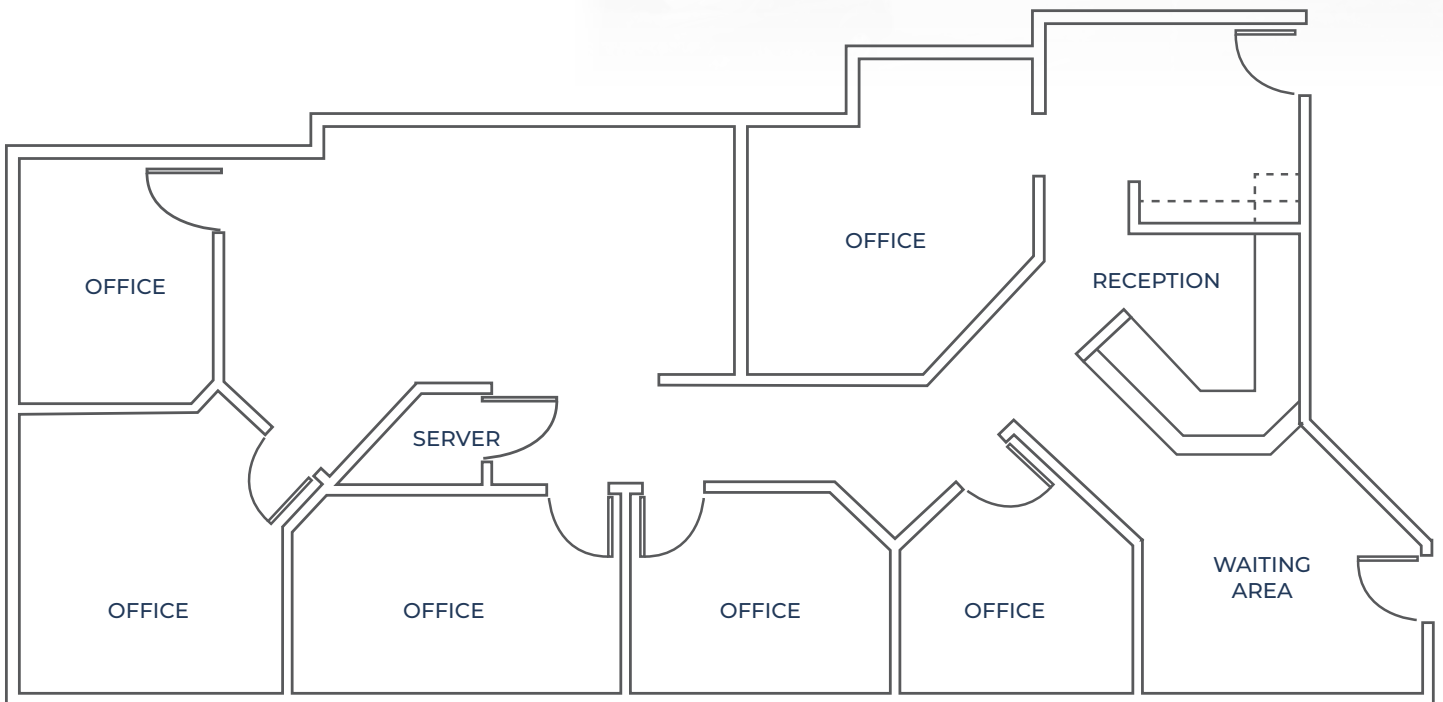 OFFICE
RECEPTION
OFFICE
SERVER
WAITING
AREA
OFFICE
OFFICE
OFFICE
OFFICE